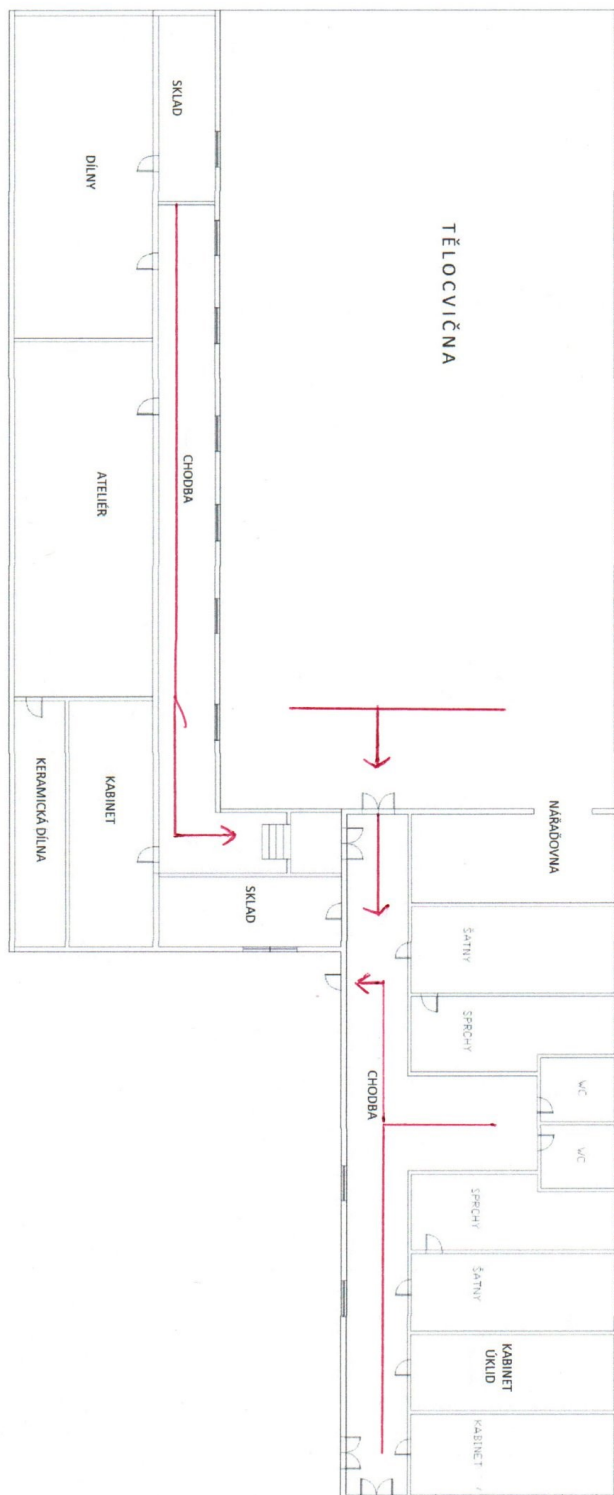 TĚLOCVIČNA
NÁŘAĎOVNA
ŠATNY
SPRCHY
WC
WC
SPRCHY
ŠATNY
KABINET
ÚKLID
KABINET
CHODBA
SKLAD
CHODBA
SKLAD
DÍLNY
ATELIÉR
KABINET
KERAMICKÁ DÍLNA